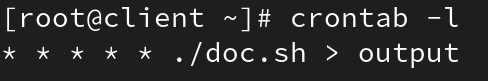 [root@client ~]# crontab -l
* * * * * ./doc.sh > output